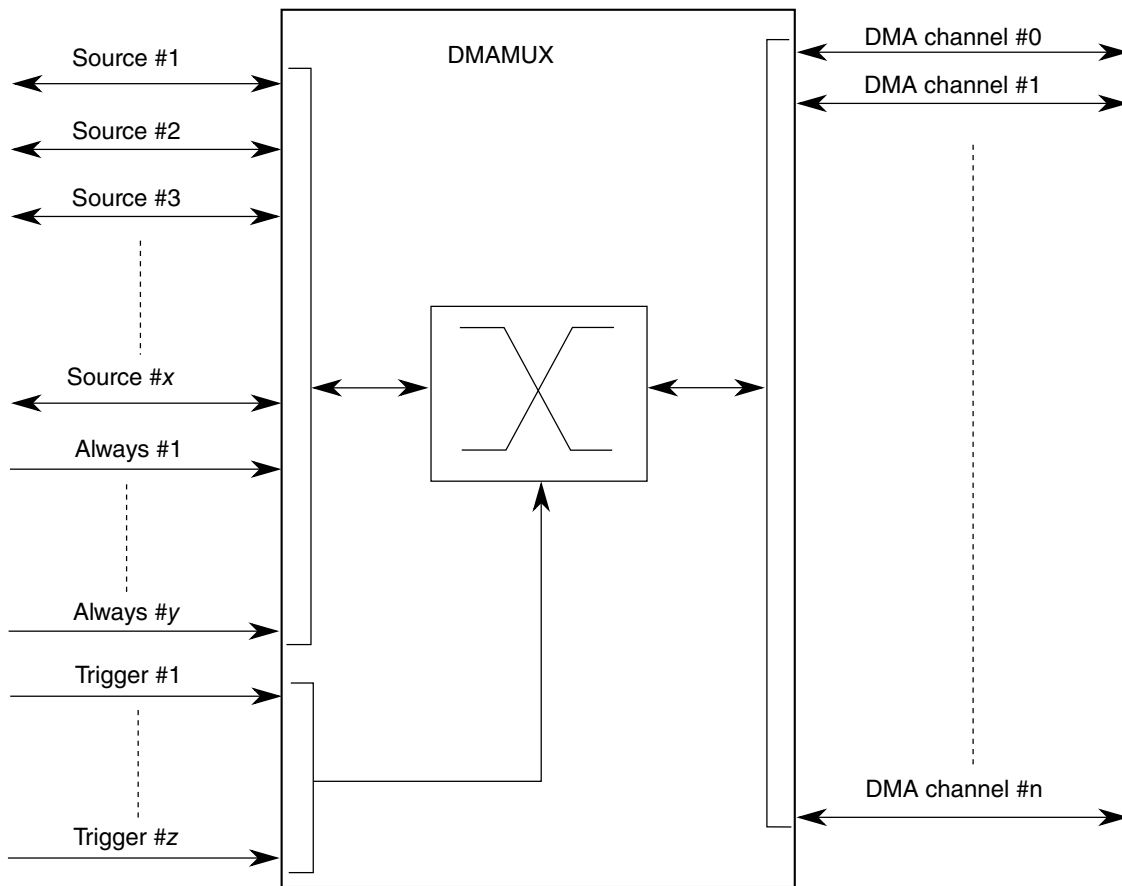 Source #1
Source #2
Source #3
Source #x
Always #1
Always #y
Trigger #1
Trigger #z
DMAMUX
DMA channel #0
DMA channel #1
DMA channel #n